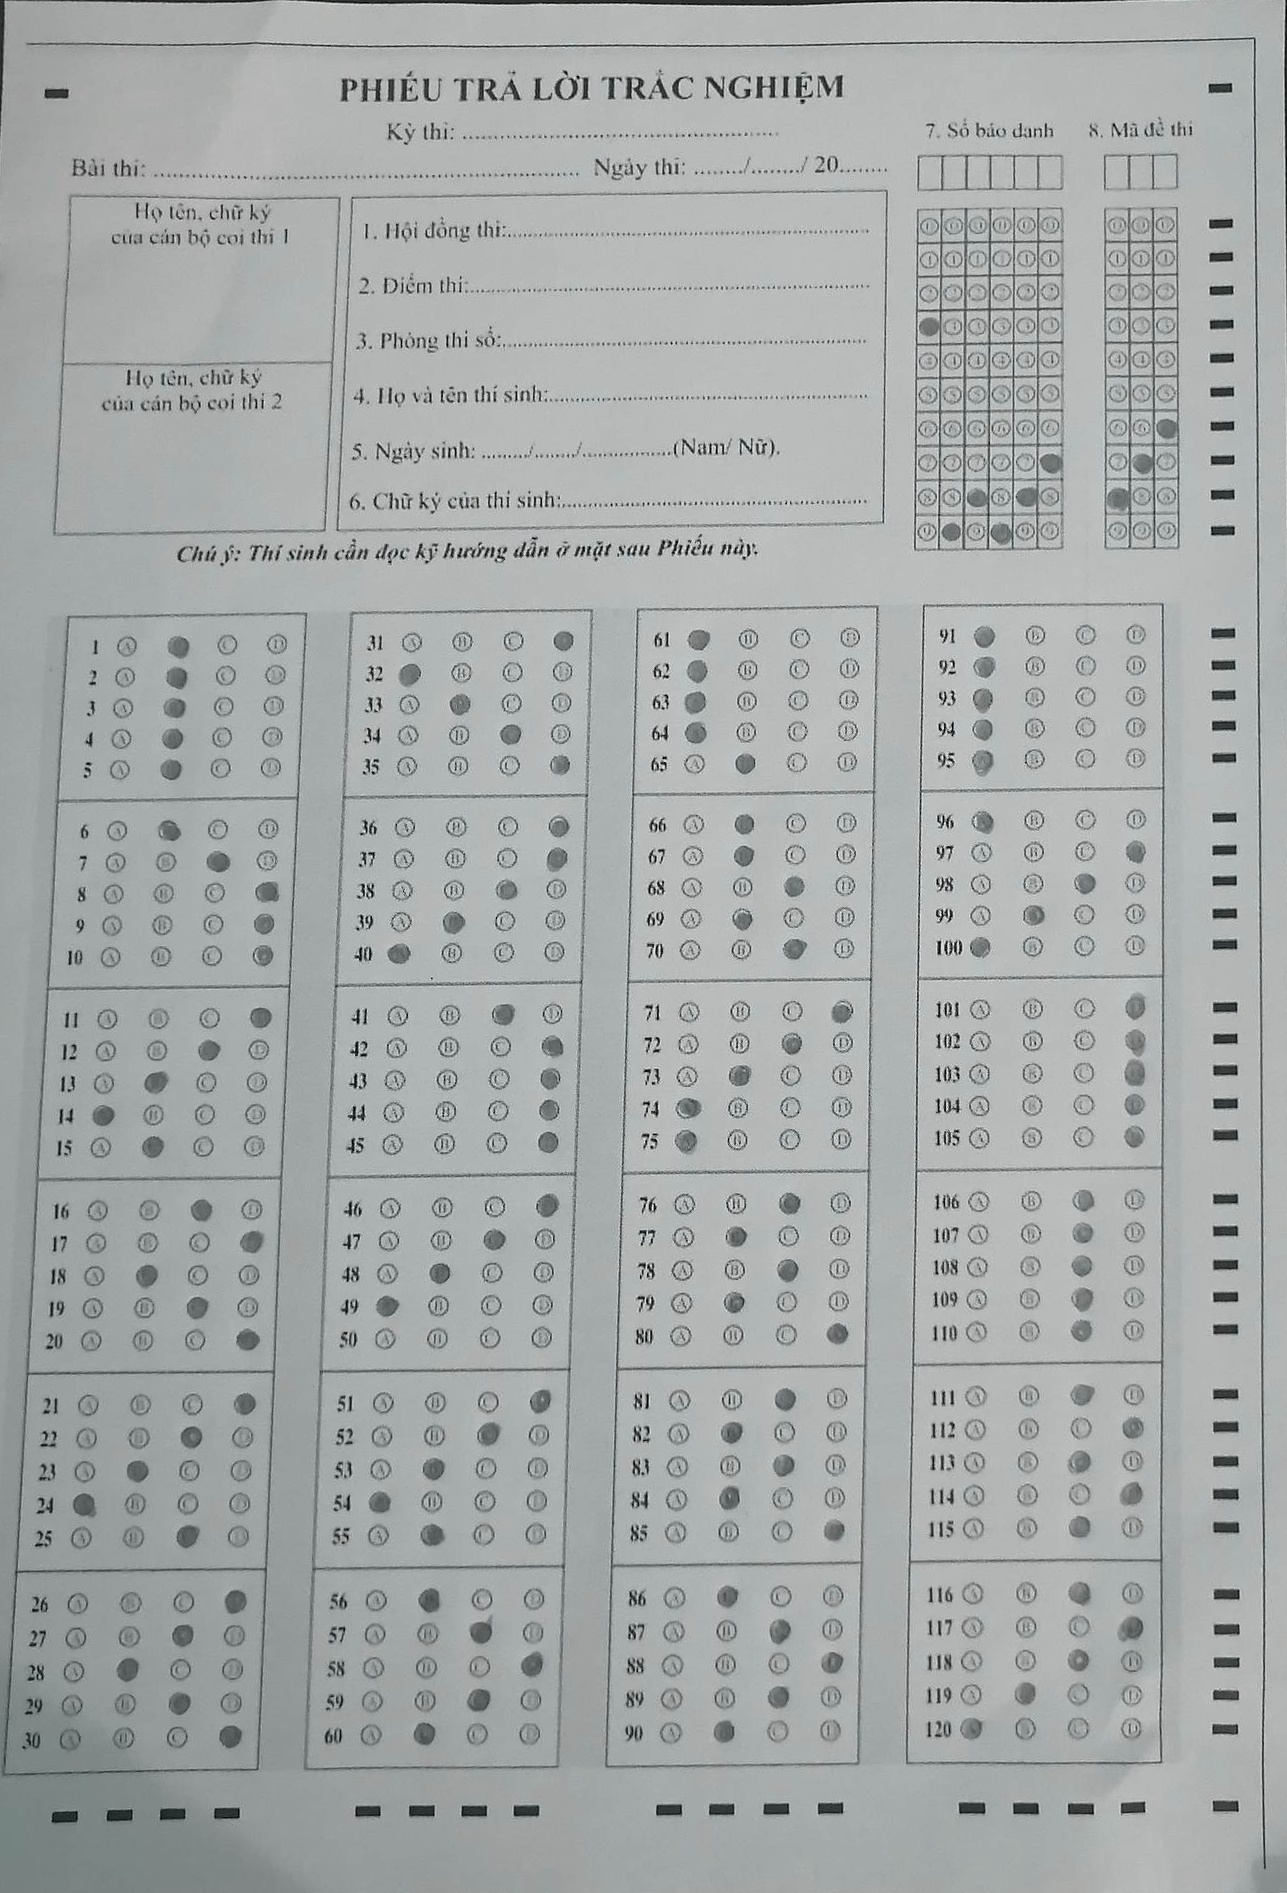 PHIẾU TRẢ LỜI TRẮC NGHIỆM
Kỳ thi:
7. Số báo danh
8. Mã đề thi
Bài thi:
Ngày thi: ......../......../ 20........
Họ tên, chữ ký
của cán bộ coi thi 1
Họ tên, chữ ký
của cán bộ coi thi 2
1. Hội đồng thi:
2. Điểm thi:
3. Phòng thi số:
4. Họ và tên thí sinh:
5. Ngày sinh: ......../......../................(Nam/ Nữ).
6. Chữ ký của thí sinh:
Chú ý: Thí sinh cần đọc kỹ hướng dẫn ở mặt sau Phiếu này.
1 A C D
2 A C D
3 A C D
4 A C D
5 A C D
6 A C D
7 A B D
8 A B C
9 A B C
10 A B C
11 A B C
12 A B D
13 A C D
14 B C D
15 A C D
16 A B D
17 A B C
18 A C D
19 A B D
20 A B C
21 A B C
22 A B D
23 A C D
24 B C D
25 A B D
26 A B C
27 A B D
28 A C D
29 A B D
30 A B C
31 A B C
32 B C D
33 A C D
34 A B D
35 A B C
36 A B C
37 A B C
38 A B D
39 A C D
40 B C D
41 A B D
42 A B C
43 A B C
44 A B C
45 A B C
46 A B C
47 A B D
48 A C D
49 B C D
50 A B C D
51 A B C
52 A B D
53 A C D
54 B C D
55 A C D
56 A C D
57 A B D
58 A B C
59 A B D
60 A C D
61 B C D
62 B C D
63 B C D
64 B C D
65 A C D
66 A C D
67 A C D
68 A B D
69 A C D
70 A B D
71 A B C
72 A B D
73 A C D
74 B C D
75 B C D
76 A B D
77 A C D
78 A B D
79 A C D
80 A B C
81 A B D
82 A C D
83 A B D
84 A C D
85 A B C
86 A C D
87 A B D
88 A B C
89 A B D
90 A C D
91 B C D
92 B C D
93 B C D
94 B C D
95 B C D
96 B C D
97 A B C
98 A B D
99 A C D
100 B C D
101 A B C
102 A B C
103 A B C
104 A B C
105 A B C
106 A B D
107 A B D
108 A B D
109 A B D
110 A B D
111 A B D
112 A B C
113 A B D
114 A B C
115 A B D
116 A B D
117 A B C
118 A B D
119 A C D
120 B C D